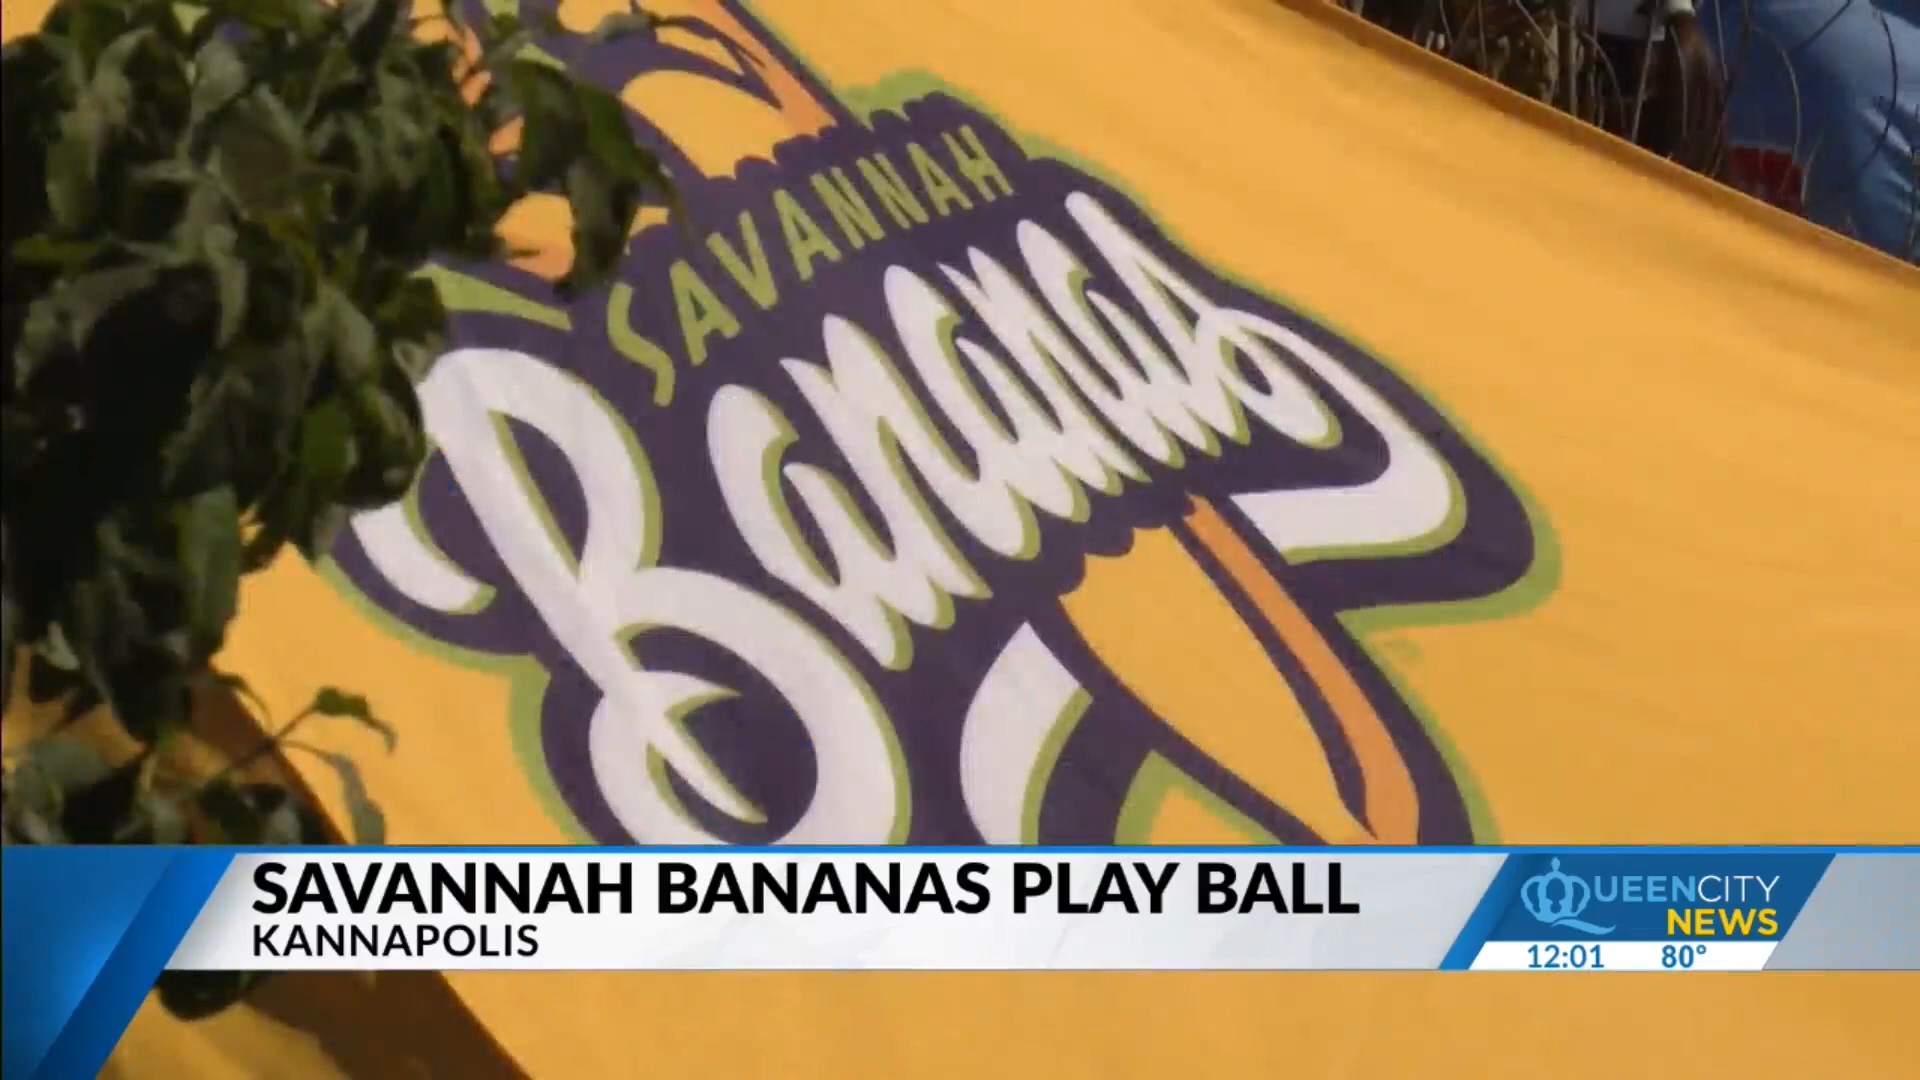 SAVANNAH
Bananas
SAVANNAH BANANAS PLAY BALL
KANNAPOLIS
QUEENCITY
NEWS
12:01 80°